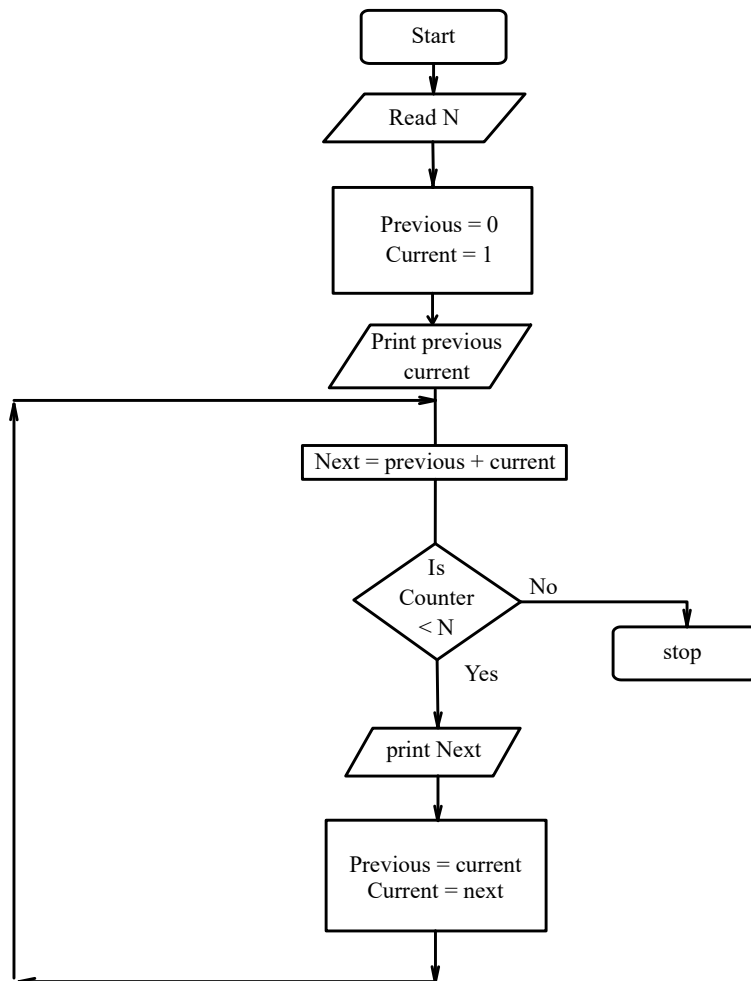 Start
Read N
Previous = 0
Current = 1
Print previous
current
Next = previous + current
Is
Counter
< N
No
stop
Yes
print Next
Previous = current
Current = next